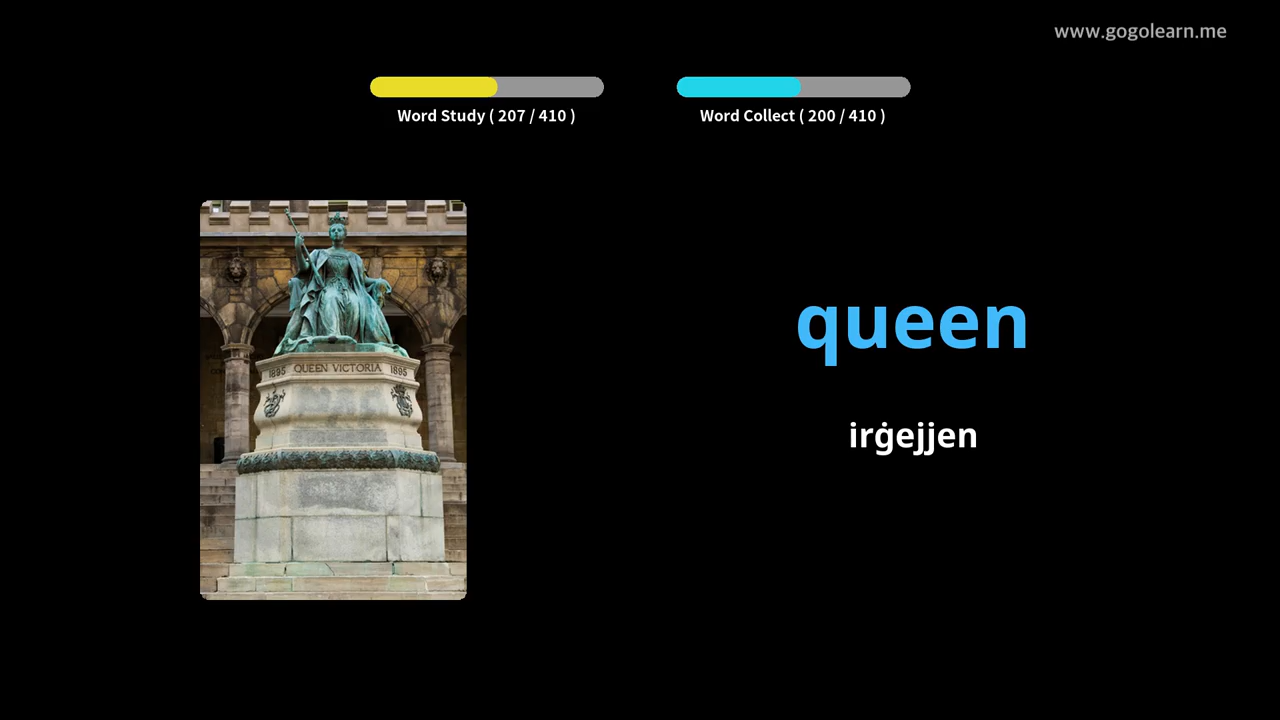 www.gogolearn.me
Word Study ( 207 / 410 )
Word Collect ( 200 / 410 )
1895 QUEEN VICTORIA 1895
queen
irġejjen